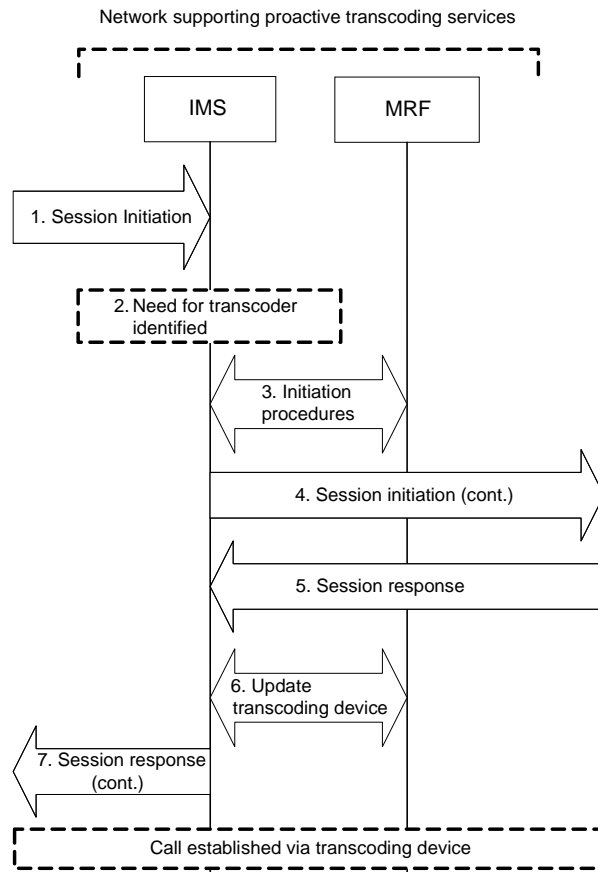 Network supporting proactive transcoding services
IMS
MRF
1. Session Initiation
2. Need for transcoder
identified
3. Initiation
procedures
4. Session initiation (cont.)
5. Session response
6. Update
transcoding device
7. Session response
(cont.)
Call established via transcoding device